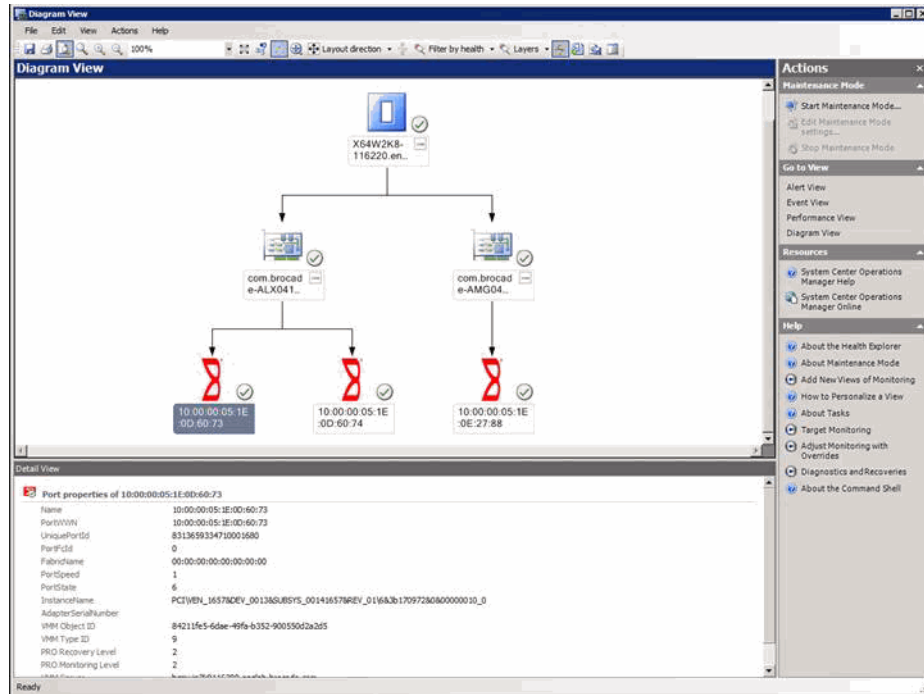 Diagram View
File Edit View Actions Help
100% Layout direction Filter by health Layers
Diagram View
X64W2K8-
116220.en..
com.brocad
e-ALX041..
com.brocad
e-AMG04..
10:00:00:05:1E
:0D:60:73
10:00:00:05:1E
:0D:60:74
10:00:00:05:1E
:0E:27:88
Detail View
Port properties of 10:00:00:05:1E:0D:60:73
Name 10:00:00:05:1E:0D:60:73
PortWWN 10:00:00:05:1E:0D:60:73
UniquePortId 8313659334710001680
PortFcId 0
FabricName 00:00:00:00:00:00:00:00
PortSpeed 1
PortState 6
InstanceName PCI\VEN_1657&DEV_0013&SUBSYS_00141657&REV_01\6&3b170972&0&00000010_0
AdapterSerialNumber
VMM Object ID 84211fe5-6dae-49fa-b352-900550d2a2d5
VMM Type ID 9
PRO Recovery Level 2
PRO Monitoring Level 2
Ready
Actions
Maintenance Mode
Start Maintenance Mode...
Edit Maintenance Mode
settings...
Stop Maintenance Mode
Go to View
Alert View
Event View
Performance View
Diagram View
Resources
System Center Operations
Manager Help
System Center Operations
Manager Online
Help
About the Health Explorer
About Maintenance Mode
Add New Views of Monitoring
How to Personalize a View
About Tasks
Target Monitoring
Adjust Monitoring with
Overrides
Diagnostics and Recoveries
About the Command Shell